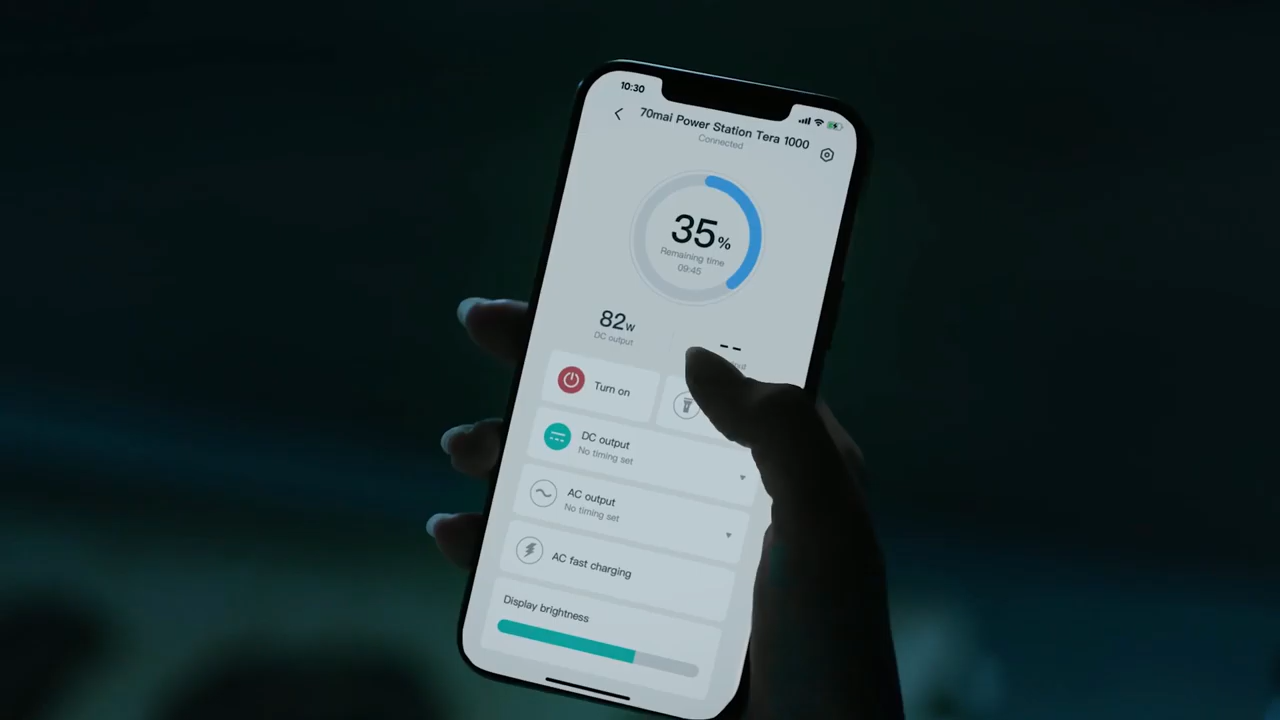 10:30
70mai Power Station Tera 1000
Connected
35%
Remaining time
09:45
82w
DC output
--
Turn on
DC output
No timing set
AC output
No timing set
AC fast charging
Display brightness